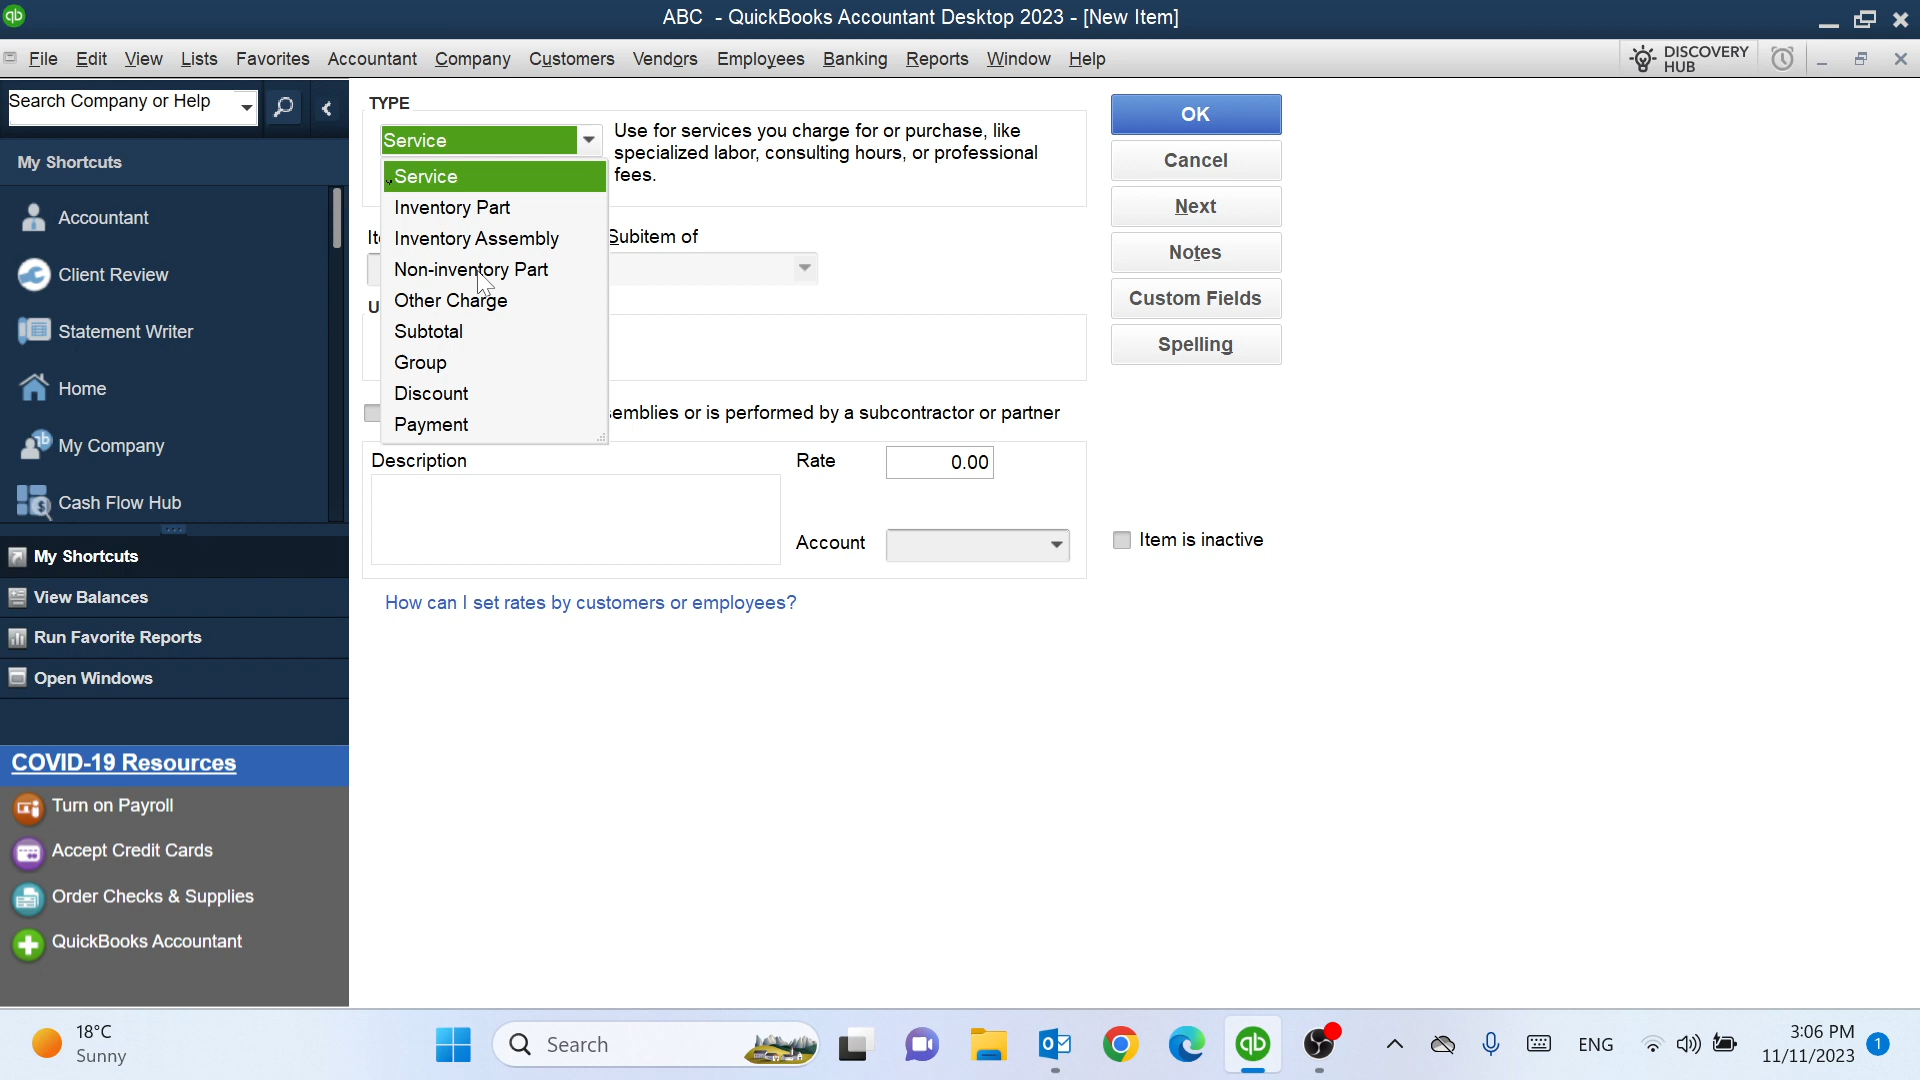 qb
ABC - QuickBooks Accountant Desktop 2023 - [New Item]
File Edit View Lists Favorites Accountant Company Customers Vendors Employees Banking Reports Window Help
DISCOVERY
HUB
Search Company or Help
My Shortcuts
Accountant
Client Review
Statement Writer
Home
My Company
Cash Flow Hub
My Shortcuts
View Balances
Run Favorite Reports
Open Windows
COVID-19 Resources
Turn on Payroll
Accept Credit Cards
Order Checks & Supplies
QuickBooks Accountant
TYPE
Service
Use for services you charge for or purchase, like
specialized labor, consulting hours, or professional
fees.
Service
Inventory Part
Inventory Assembly
Non-inventory Part
Other Charge
Subtotal
Group
Discount
Payment
Subitem of
emblies or is performed by a subcontractor or partner
Description
Rate
0.00
Account
How can I set rates by customers or employees?
OK
Cancel
Next
Notes
Custom Fields
Spelling
Item is inactive
18°C
Sunny
Search
ENG
3:06 PM
11/11/2023
1